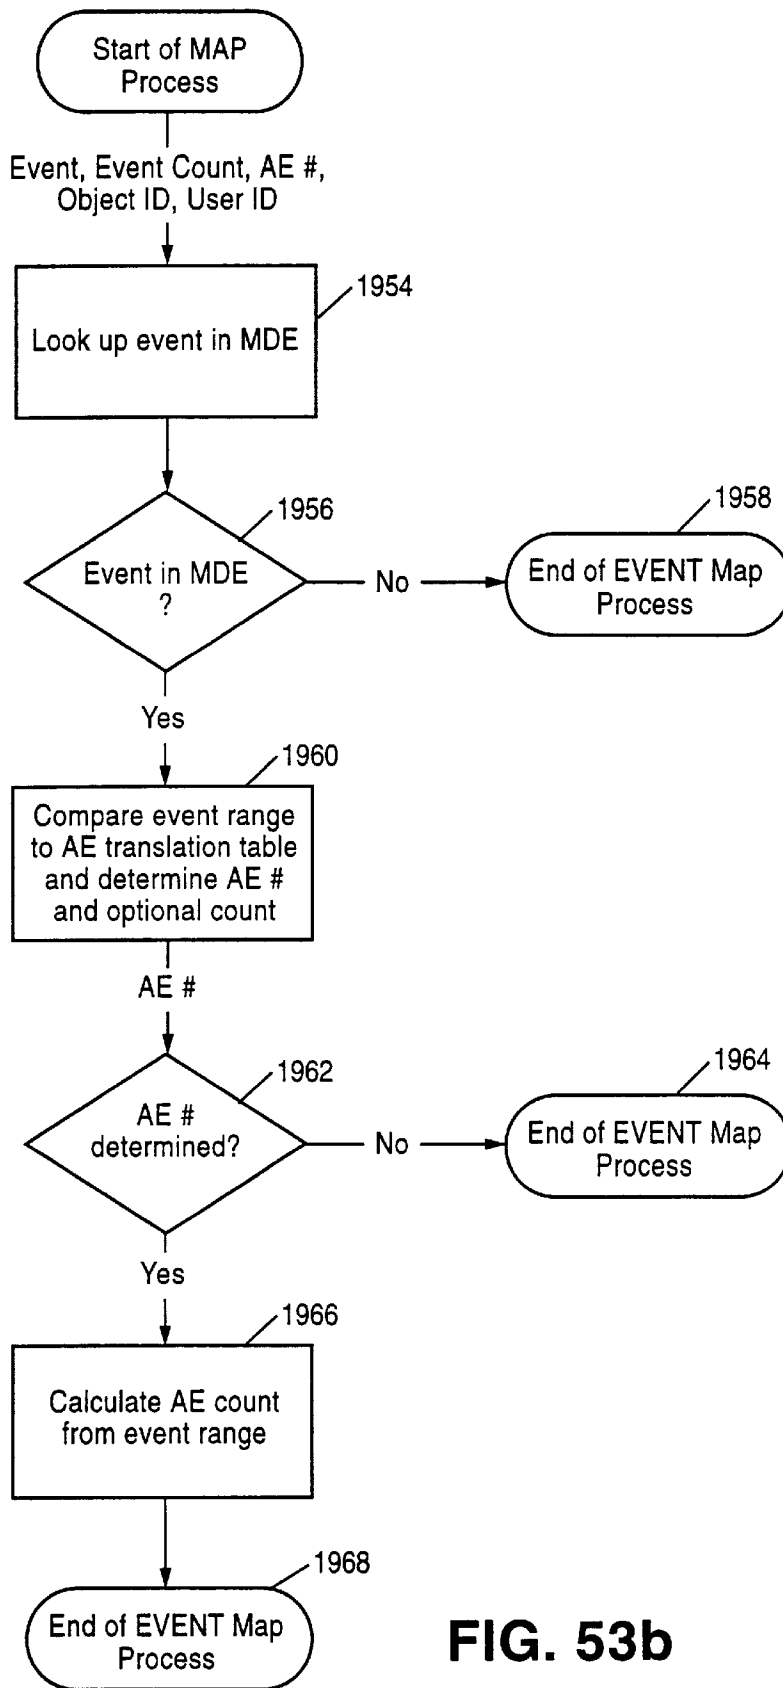 Start of MAP
Process
Event, Event Count, AE #,
Object ID, User ID
1954
Look up event in MDE
1956
Event in MDE
?
No
1958
End of EVENT Map
Process
Yes
1960
Compare event range
to AE translation table
and determine AE #
and optional count
AE #
1962
AE #
determined?
No
1964
End of EVENT Map
Process
Yes
1966
Calculate AE count
from event range
1968
End of EVENT Map
Process
FIG. 53b